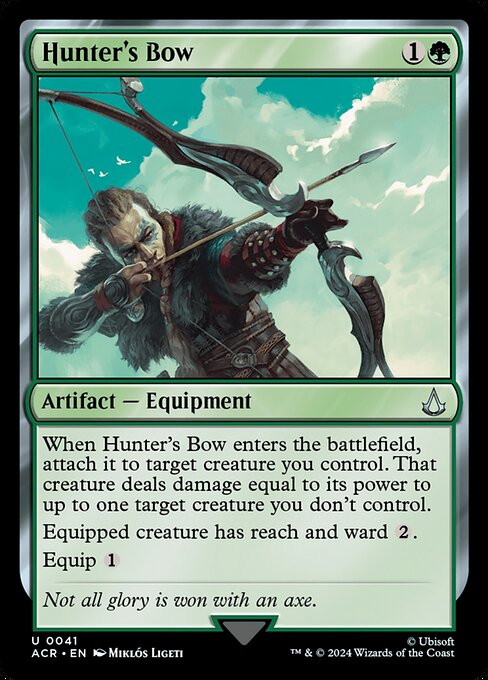 Hunter's Bow 1
Artifact — Equipment
When Hunter's Bow enters the battlefield,
attach it to target creature you control. That
creature deals damage equal to its power to
up to one target creature you don't control.
Equipped creature has reach and ward 2.
Equip 1
Not all glory is won with an axe.
U 0041
© Ubisoft
ACR • EN Miklós Ligeti
™ & © 2024 Wizards of the Coast